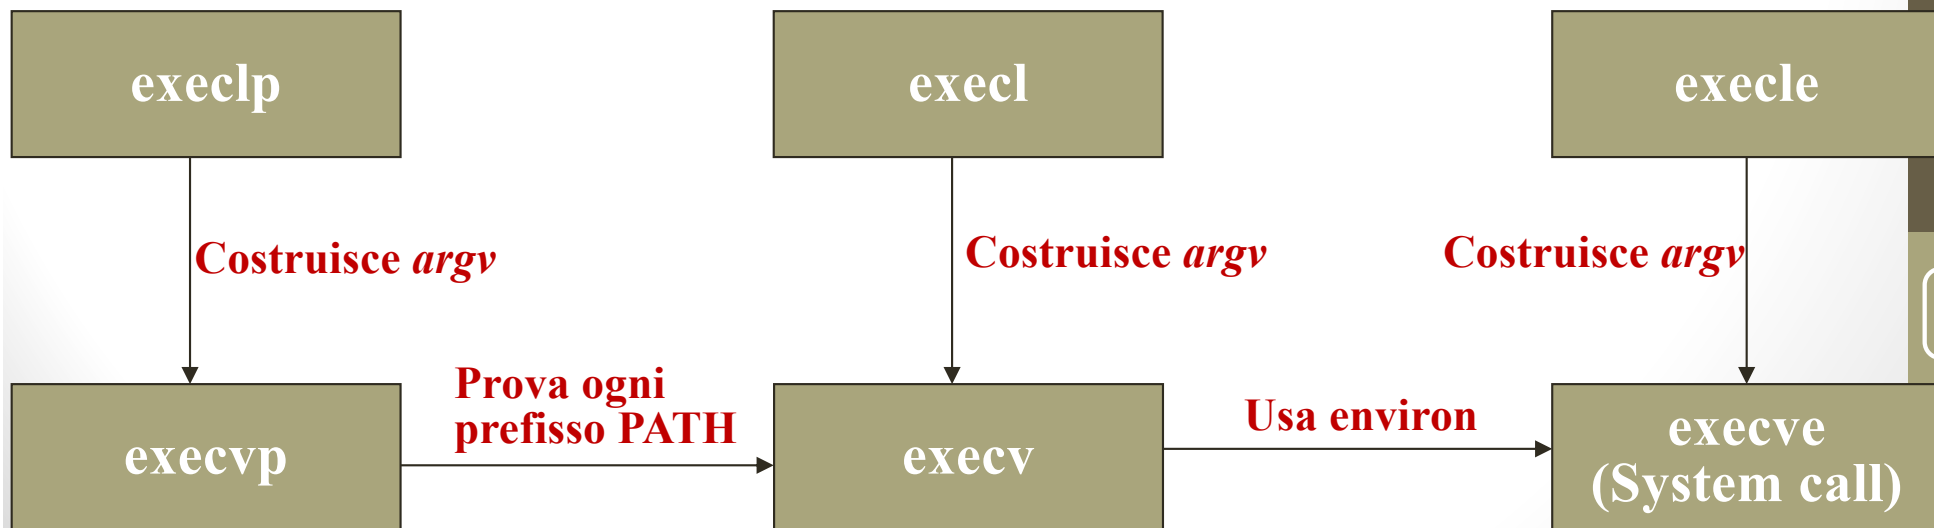 execlp
execl
execle
Costruisce argv
Costruisce argv
Costruisce argv
Prova ogni
prefisso PATH
Usa environ
execvp
execv
execve
(System call)